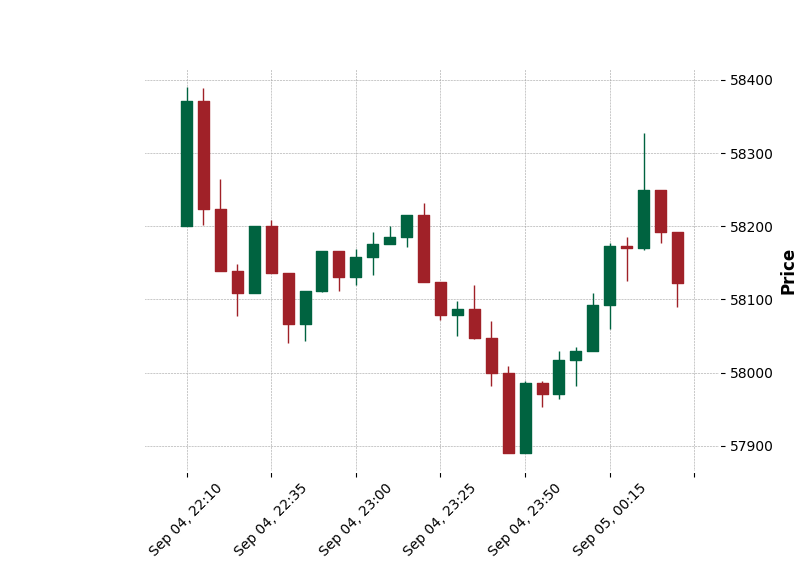 58400
58300
58200
58100
58000
57900
Price
Sep 04, 22:10
Sep 04, 22:35
Sep 04, 23:00
Sep 04, 23:25
Sep 04, 23:50
Sep 05, 00:15